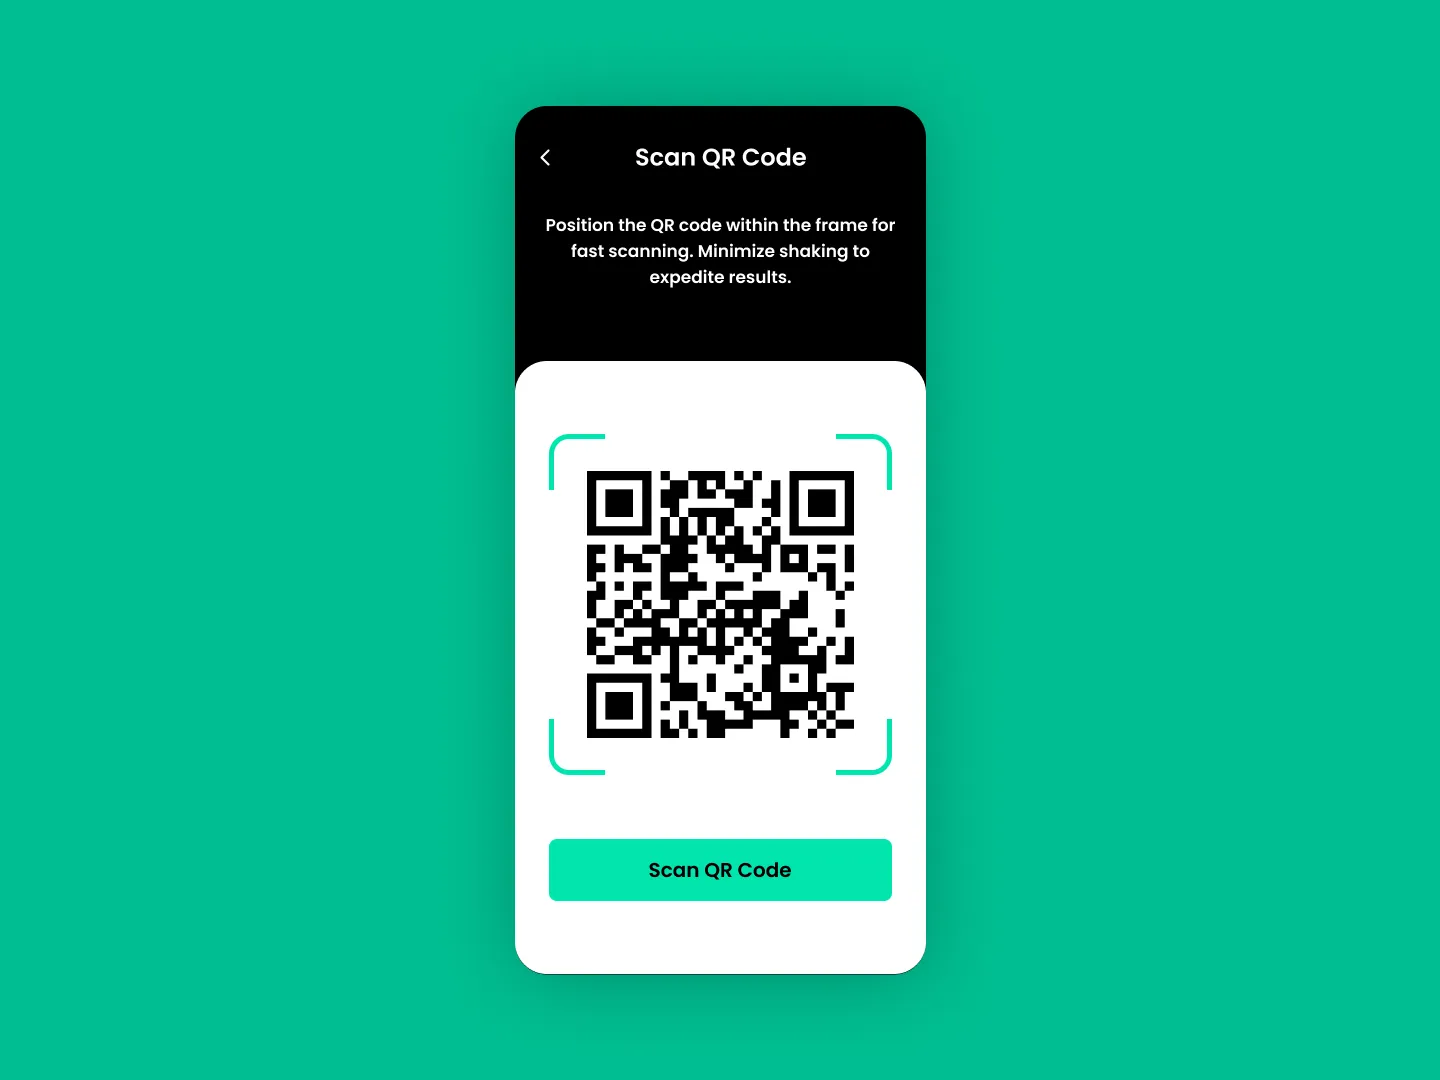 Scan QR Code
Position the QR code within the frame for
fast scanning. Minimize shaking to
expedite results.
Scan QR Code